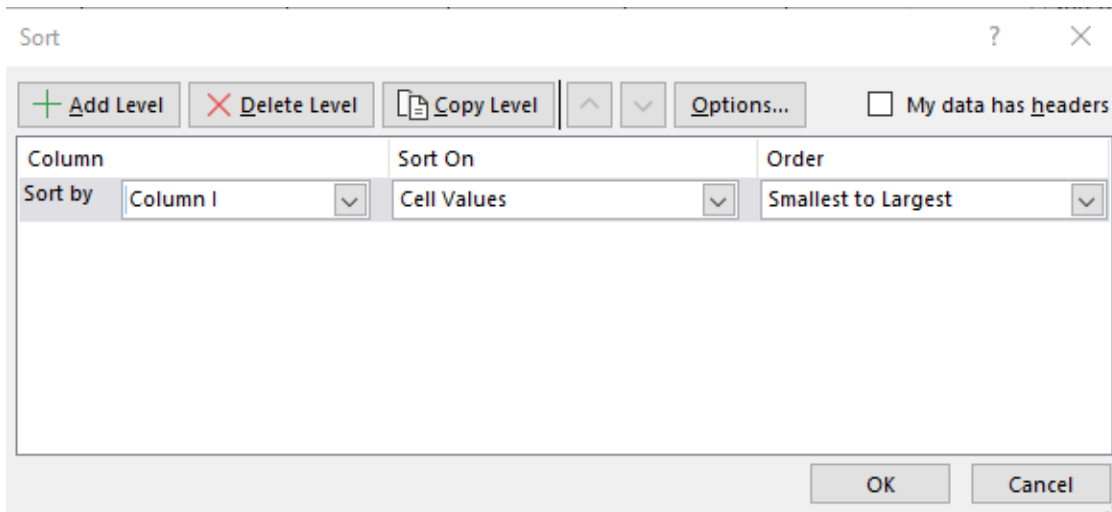 Sort ?
Add Level Delete Level Copy Level Options... My data has headers
Column Sort On Order
Sort by Column I Cell Values Smallest to Largest
OK Cancel